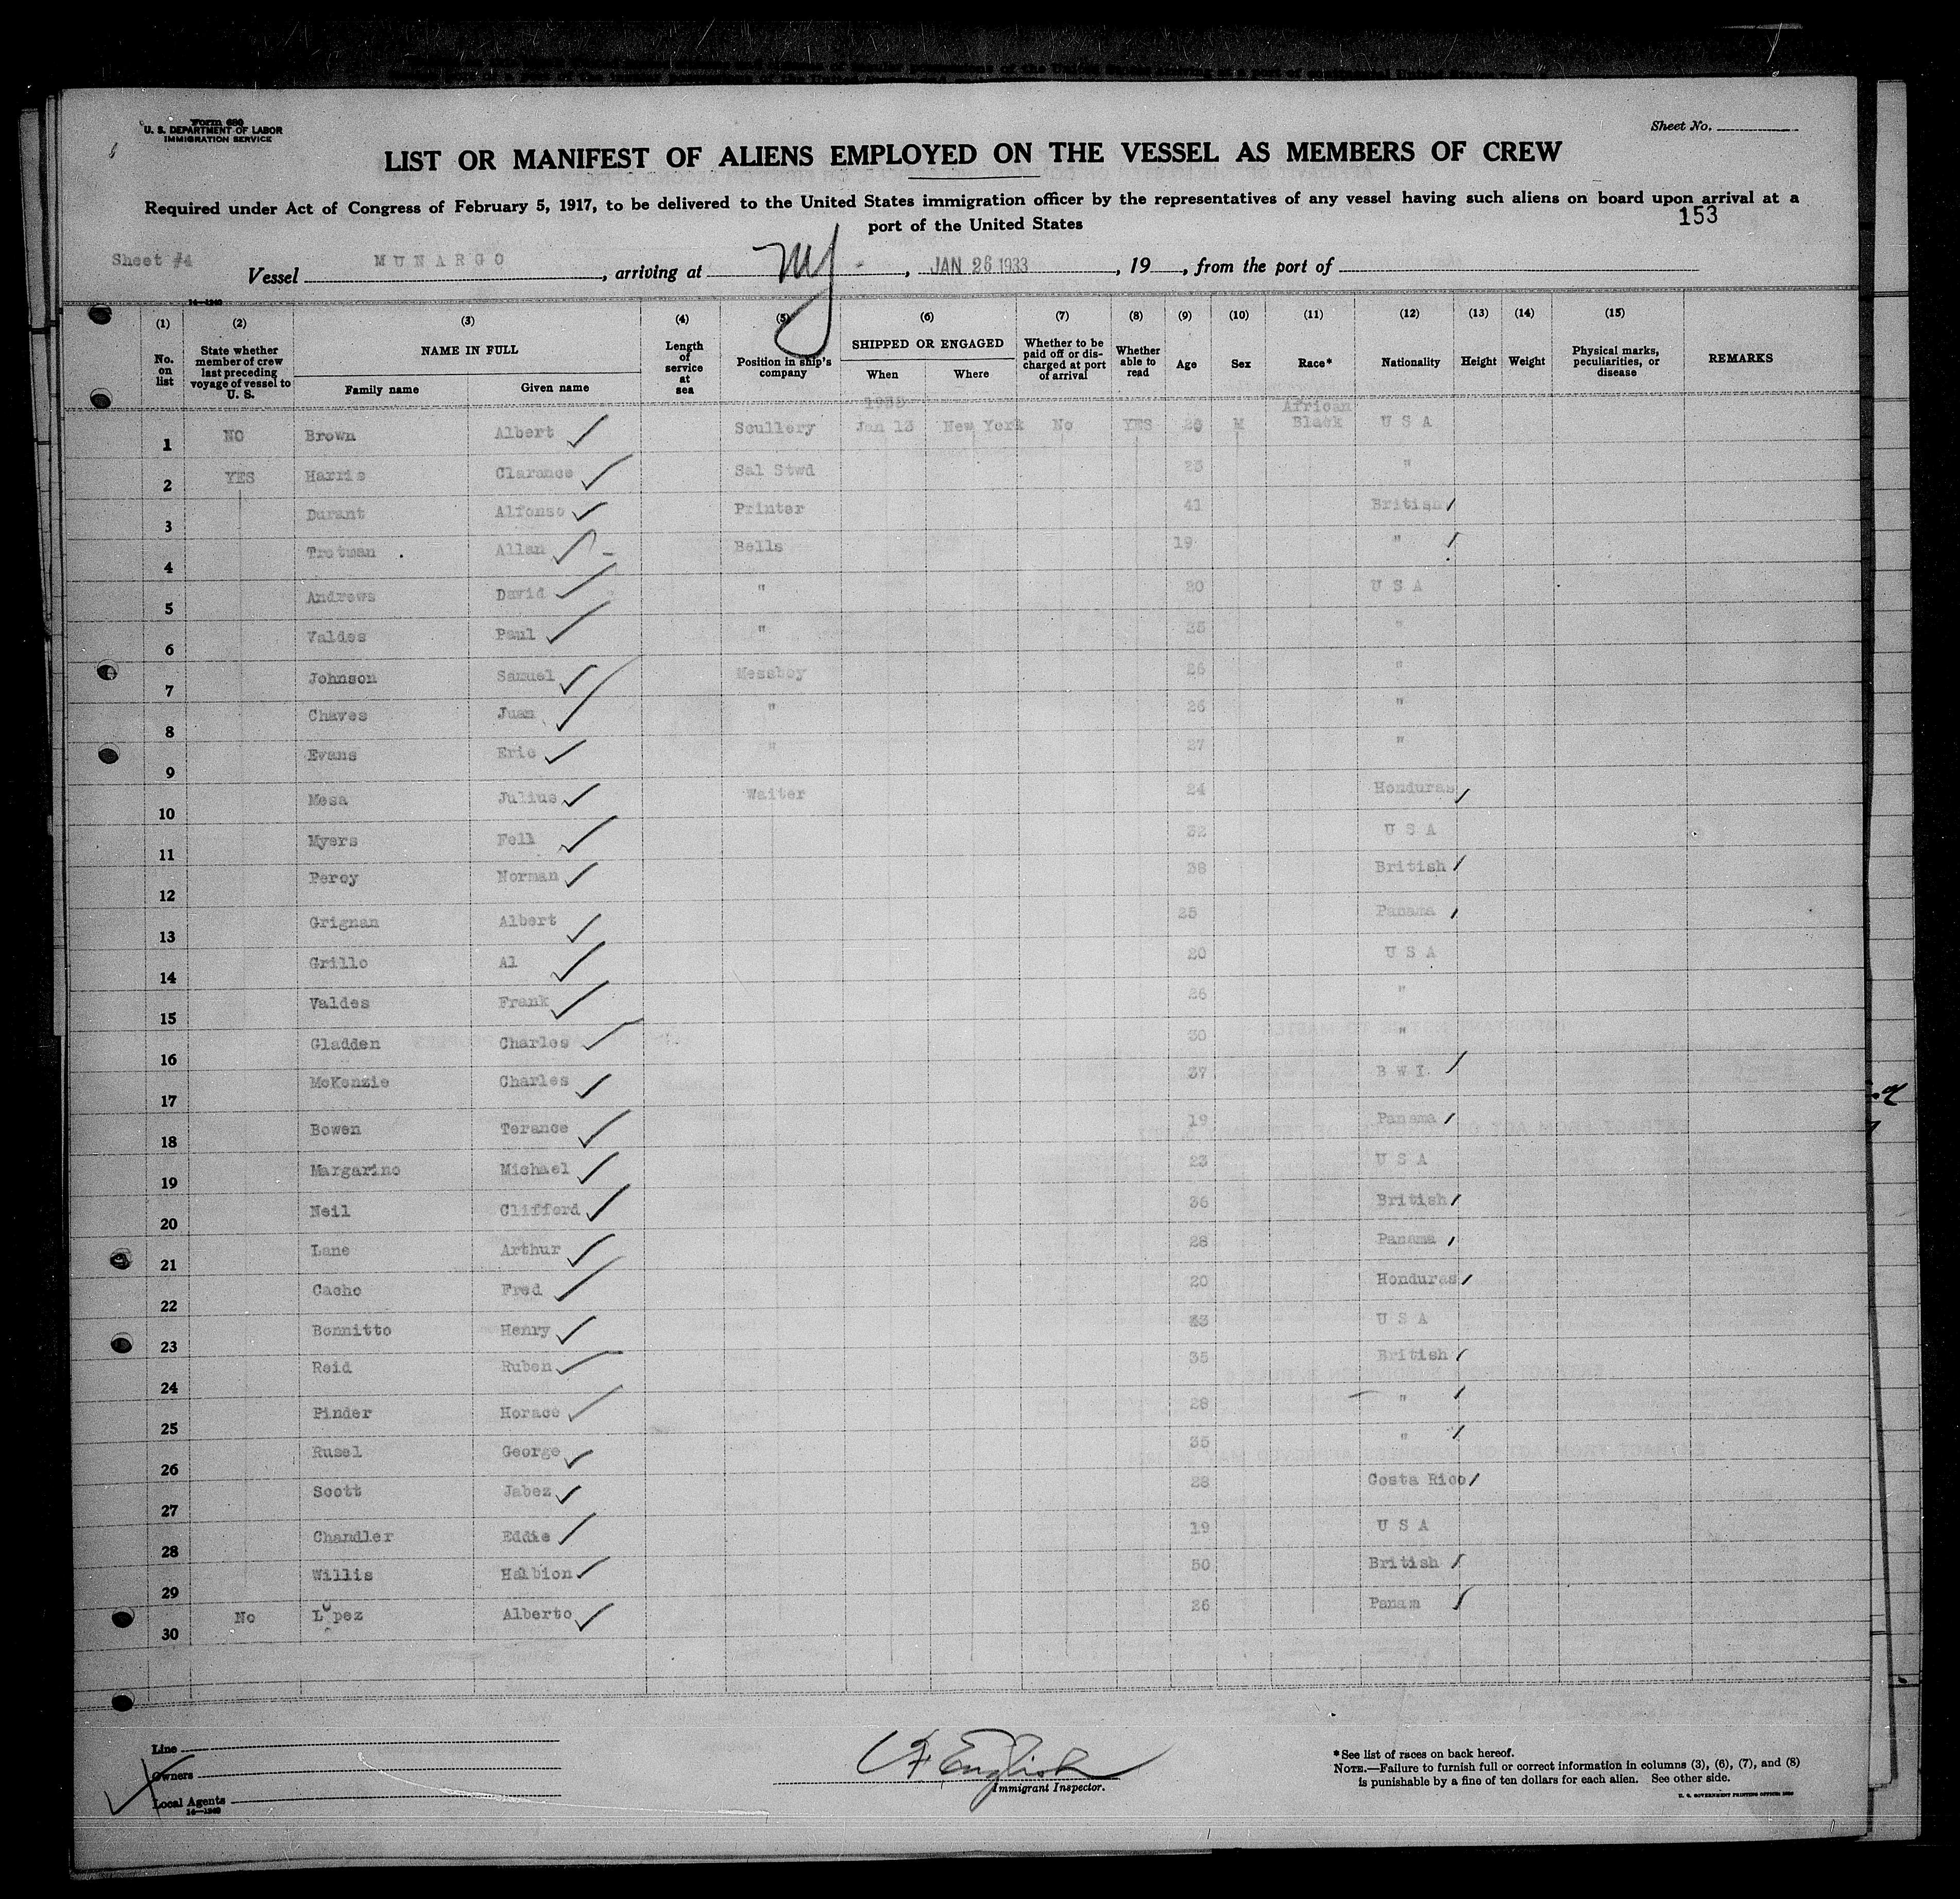 Form 680
U. S. DEPARTMENT OF LABOR
IMMIGRATION SERVICE
Sheet No.
LIST OR MANIFEST OF ALIENS EMPLOYED ON THE VESSEL AS MEMBERS OF CREW
Required under Act of Congress of February 5, 1917, to be delivered to the United States immigration officer by the representatives of any vessel having such aliens on board upon arrival at a
port of the United States
153
Sheet #4
Vessel MUNARGO, arriving at NY., JAN 26 1933, 19, from the port of
14—1240
(1) (2) (3) (4) (5) (6) (7) (8) (9) (10) (11) (12) (13) (14) (15)
No. on list
State whether member of crew last preceding voyage of vessel to U. S.
NAME IN FULL
Family name Given name
Length of service at sea
Position in ship's company
SHIPPED OR ENGAGED
When Where
Whether to be paid off or discharged at port of arrival
Whether able to read
Age
Sex
Race*
Nationality
Height
Weight
Physical marks, peculiarities, or disease
REMARKS
1 NO Brown Albert Scullery 1933 Jan 13 New York No YES M African Black U S A
2 YES Harris Clarance Sal Stwd 23 "
3 Durant Alfonso Printer 41 British
4 Trotman Allan Bells 19 "
5 Andrews David " 20 U S A
6 Valdes Paul " 25 "
7 Johnson Samuel Messboy 26 "
8 Chaves Juan " 26 "
9 Evans Eric " 27 "
10 Mesa Julius Waiter 24 Honduras
11 Myers Fell 32 U S A
12 Percy Norman 38 British
13 Grignan Albert 25 Panama
14 Grillo Al 20 U S A
15 Valdes Frank 26 "
16 Gladden Charles 30 "
17 McKenzie Charles 37 B W I.
18 Bowen Terance 19 Panama
19 Margarino Michael 23 U S A
20 Neil Clifford 36 British
21 Lane Arthur 28 Panama
22 Cacho Fred 20 Honduras
23 Bonnitto Henry U S A
24 Reid Ruben 35 British
25 Pinder Horace 28 "
26 Rusel George 35 "
27 Scott Jabez 28 Costa Rico
28 Chandler Eddie 19 U S A
29 Willis Halbion 50 British
30 No Lopez Alberto 26 Panam
Line
Owners
Local Agents
14—1240
English
Immigrant Inspector.
*See list of races on back hereof.
NOTE.—Failure to furnish full or correct information in columns (3), (6), (7), and (8)
is punishable by a fine of ten dollars for each alien. See other side.